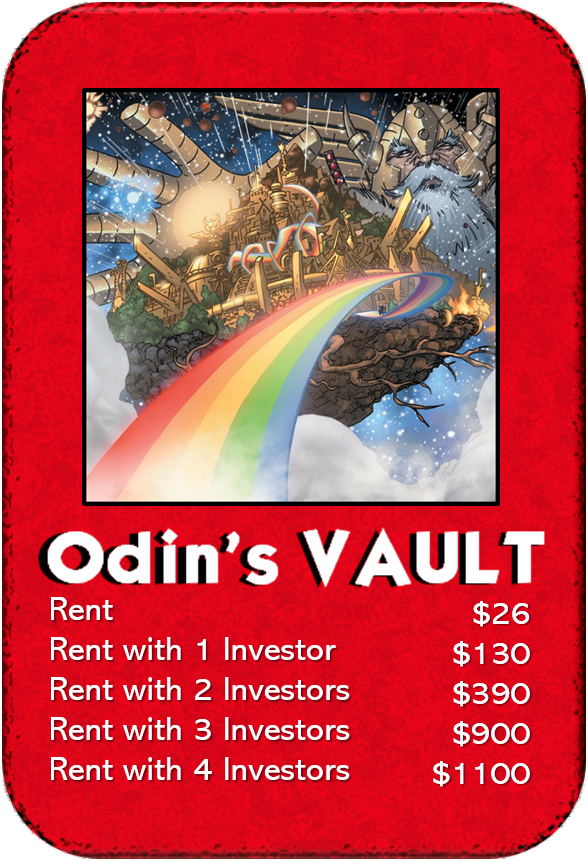 Odin's VAULT
Rent $26
Rent with 1 Investor $130
Rent with 2 Investors $390
Rent with 3 Investors $900
Rent with 4 Investors $1100